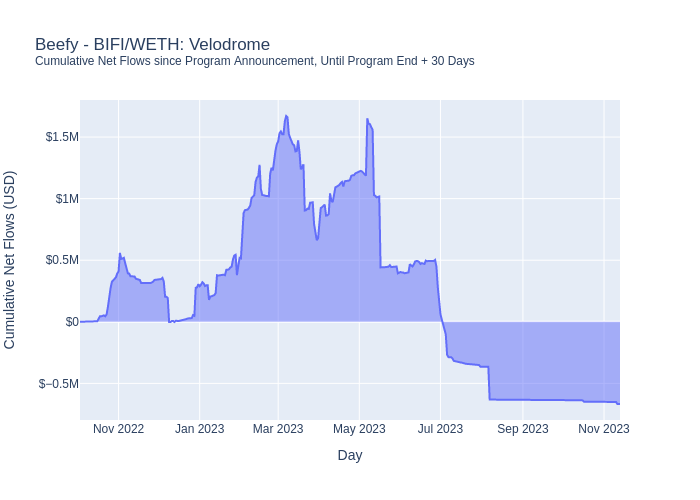 Beefy - BIFI/WETH: Velodrome
Cumulative Net Flows since Program Announcement, Until Program End + 30 Days
Cumulative Net Flows (USD)
$1.5M
$1M
$0.5M
$0
$−0.5M
Nov 2022 Jan 2023 Mar 2023 May 2023 Jul 2023 Sep 2023 Nov 2023
Day